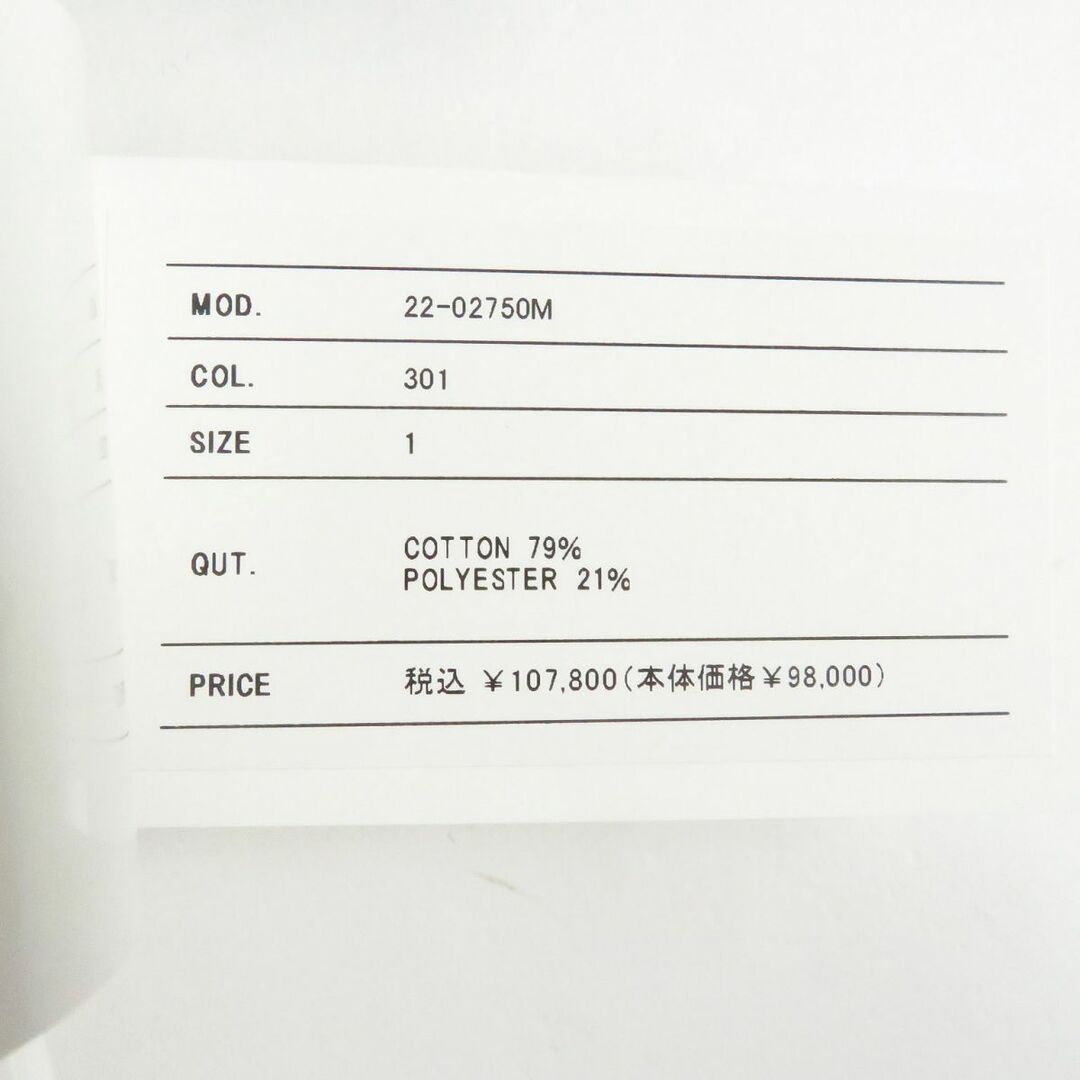 MOD. 22-02750M
COL. 301
SIZE 1
QUT. COTTON 79%
POLYESTER 21%
PRICE 税込 ¥107,800(本体価格¥98,000)